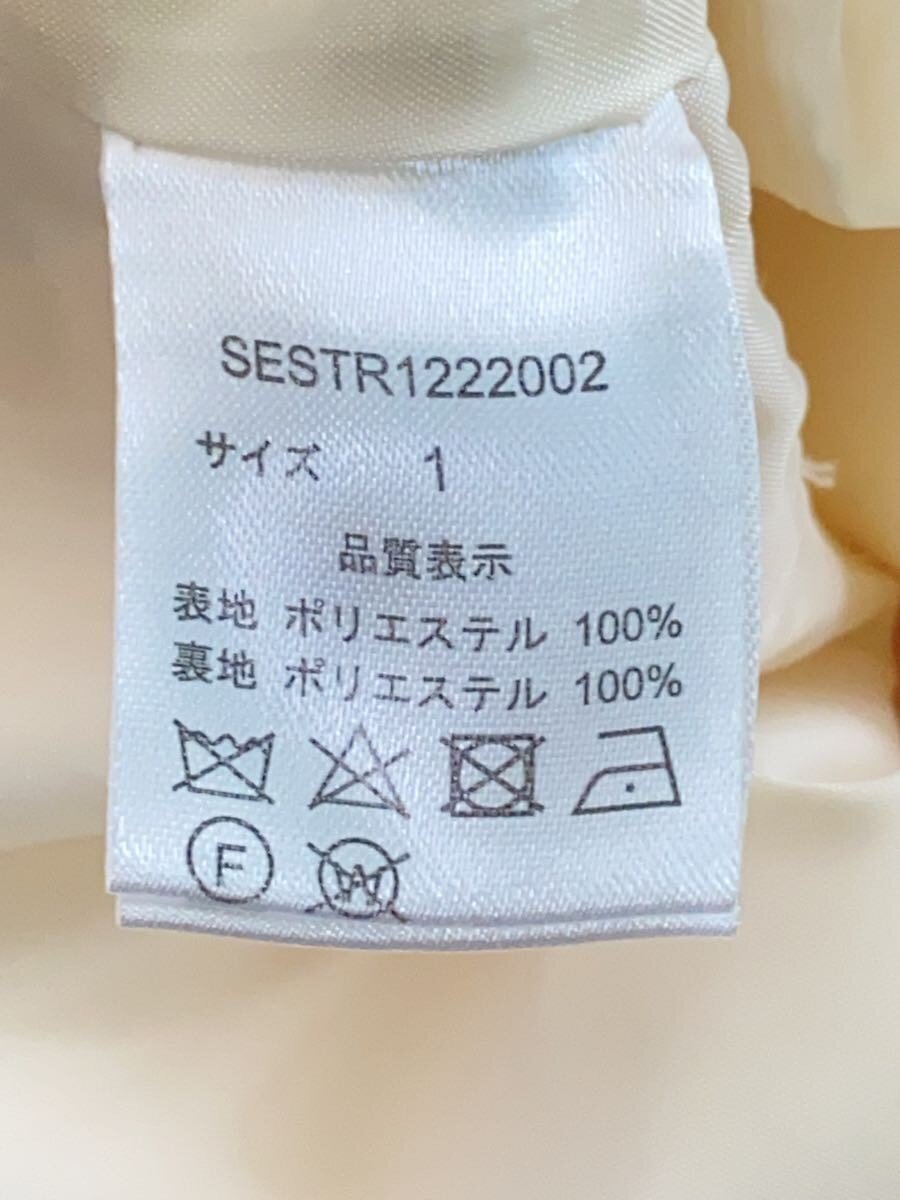 SESTR1222002
サイズ 1
品質表示
表地 ポリエステル 100%
裏地 ポリエステル 100%
F W